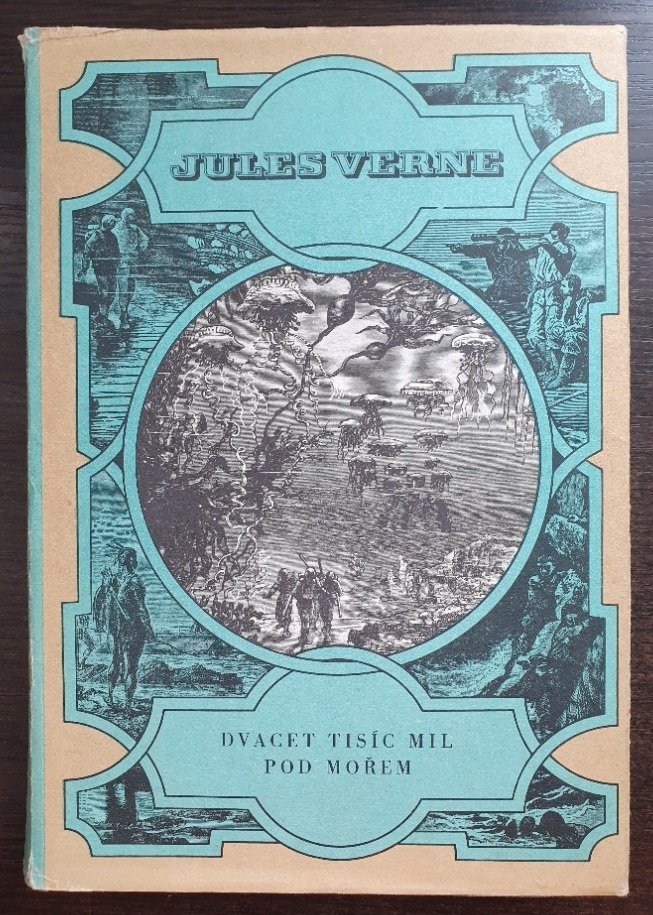 JULES VERNE
DVACET TISÍC MIL
POD MOŘEM